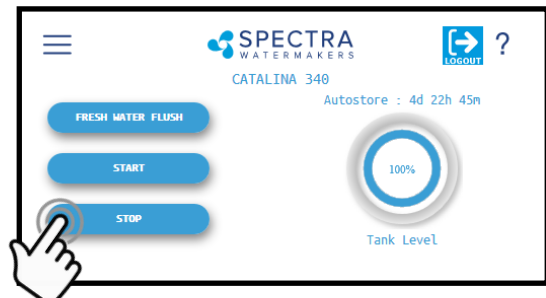 SPECTRA
WATERMAKERS
LOGOUT
?
CATALINA 340
Autostore : 4d 22h 45m
FRESH WATER FLUSH
START
100%
STOP
Tank Level